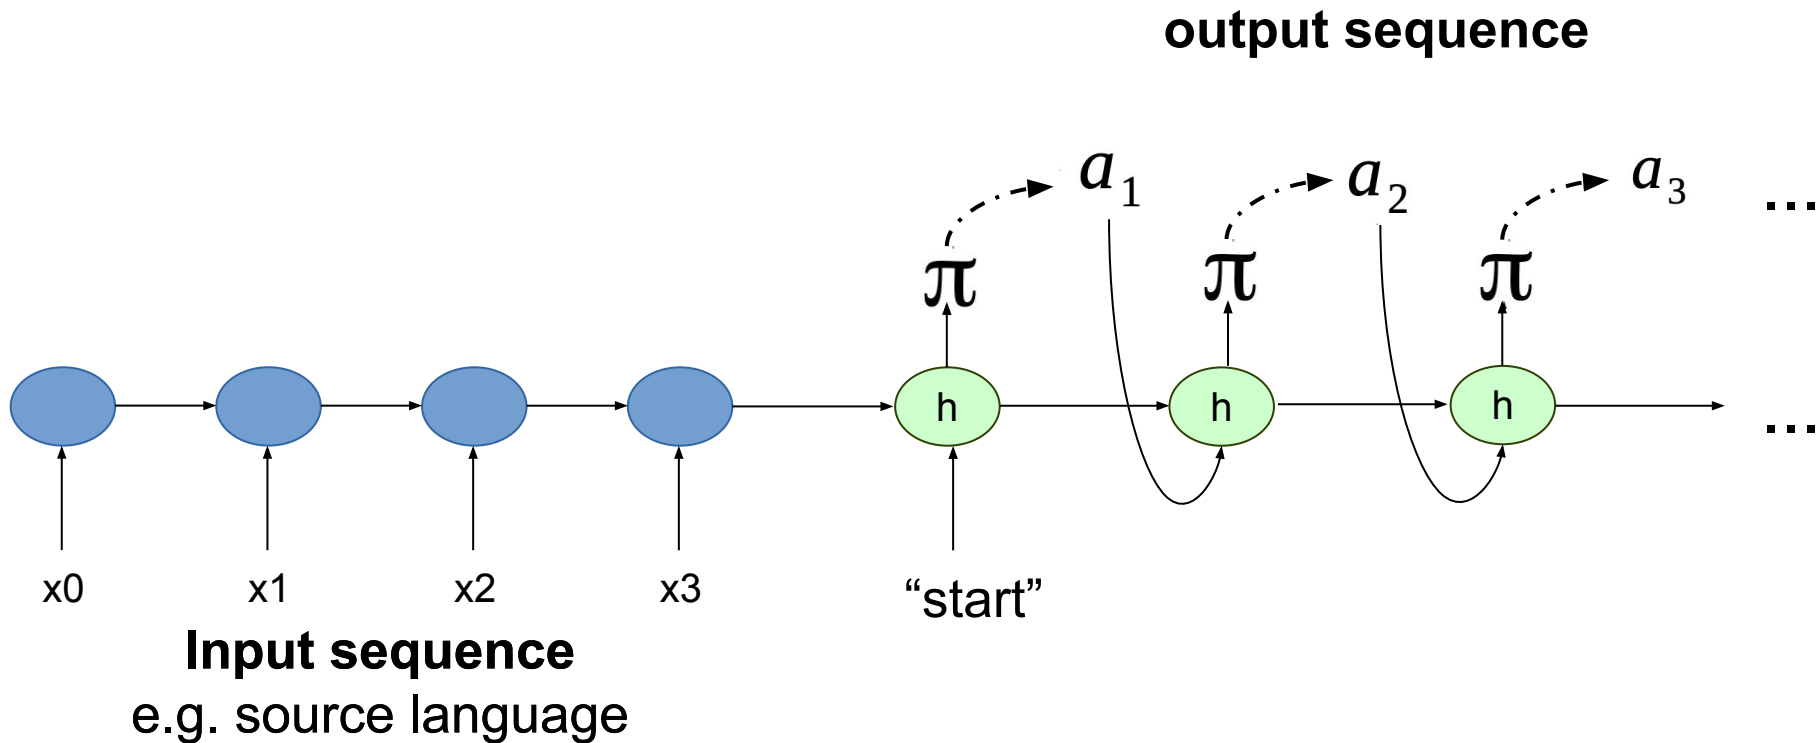 output sequence
a1 a2 a3 ...
π π π
h h h ...
x0 x1 x2 x3 “start”
Input sequence
e.g. source language